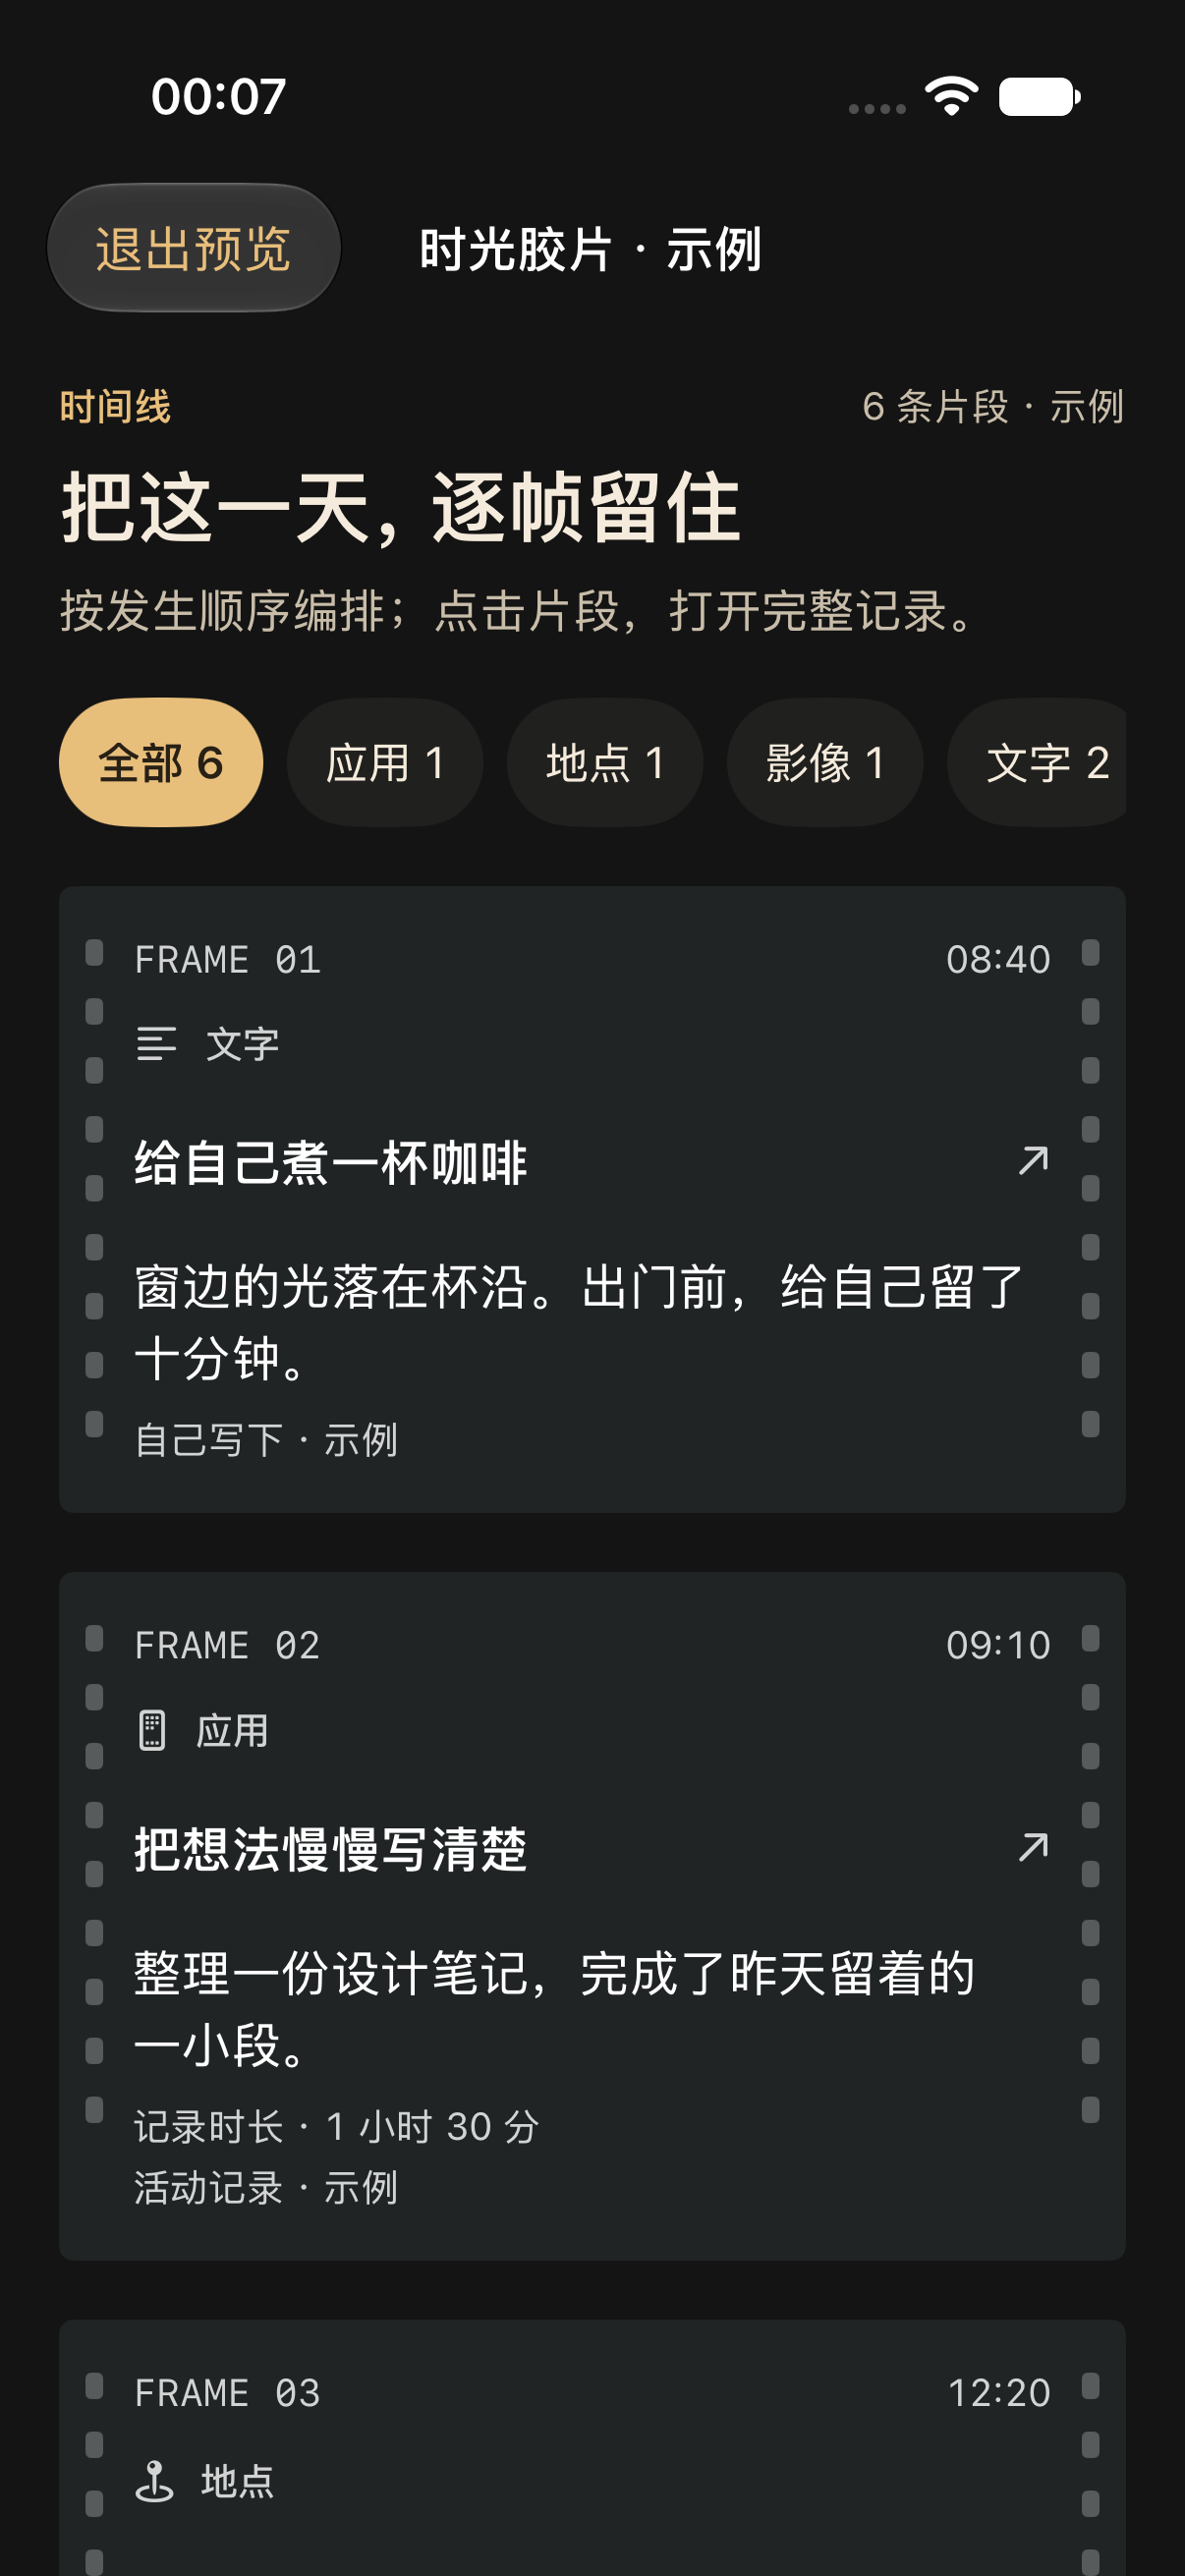 00:07
退出预览
时光胶片 · 示例
时间线
6 条片段 · 示例
把这一天，逐帧留住
按发生顺序编排；点击片段，打开完整记录。
全部 6
应用 1
地点 1
影像 1
文字 2
FRAME 01
08:40
文字
给自己煮一杯咖啡
窗边的光落在杯沿。出门前，给自己留了
十分钟。
自己写下 · 示例
FRAME 02
09:10
应用
把想法慢慢写清楚
整理一份设计笔记，完成了昨天留着的
一小段。
记录时长 · 1 小时 30 分
活动记录 · 示例
FRAME 03
12:20
地点